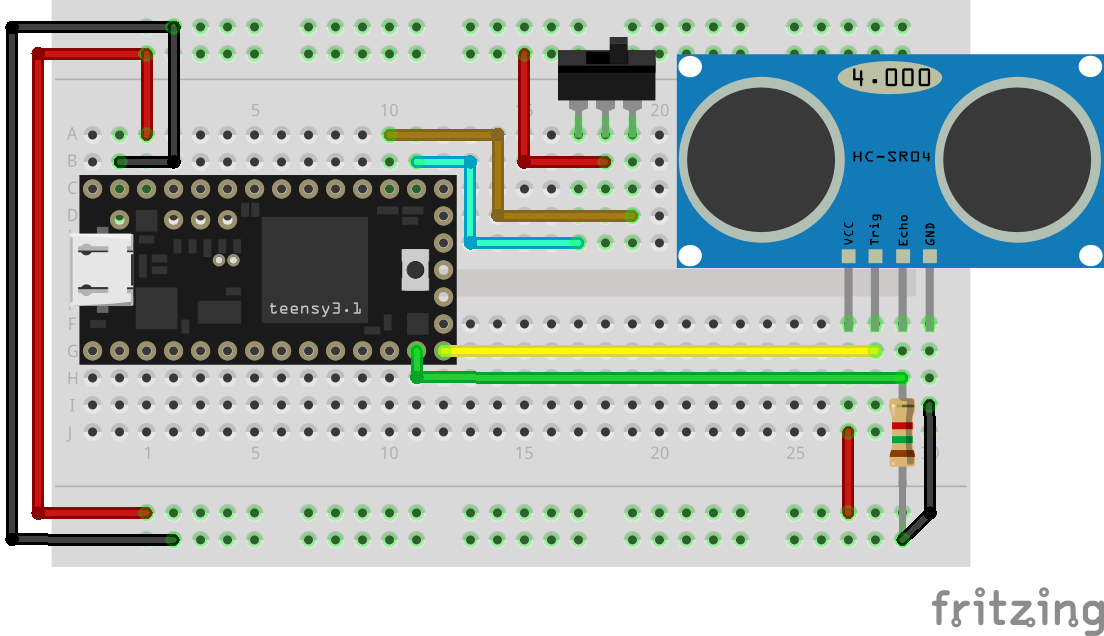 4.000
5
10
15
20
A
B
HC-SR04
C
D
VCC
Trig
Echo
GND
teensy3.1
F
G
H
I
J
1
5
10
15
20
25
30
fritzing